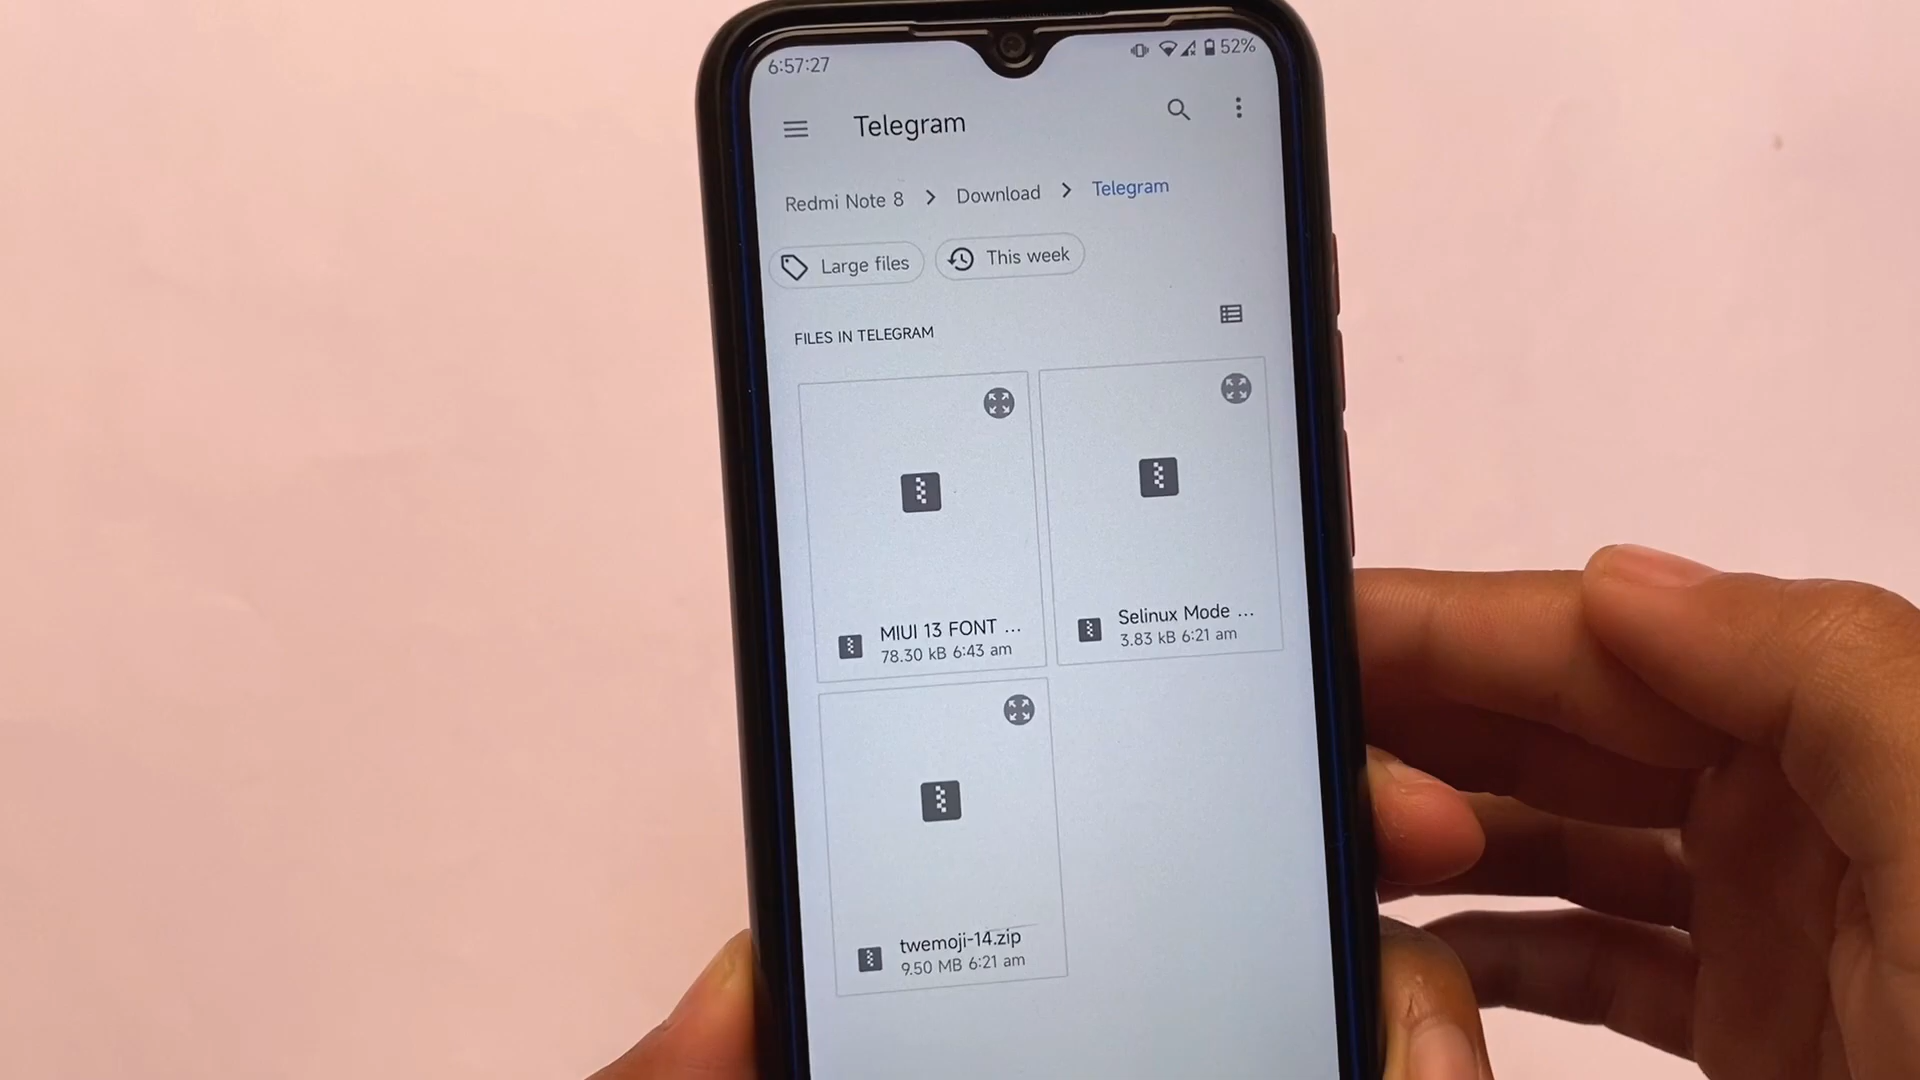 6:57:27
52%
Telegram
Redmi Note 8 > Download > Telegram
Large files
This week
FILES IN TELEGRAM
MIUI 13 FONT ...
78.30 kB 6:43 am
Selinux Mode ...
3.83 kB 6:21 am
twemoji-14.zip
9.50 MB 6:21 am